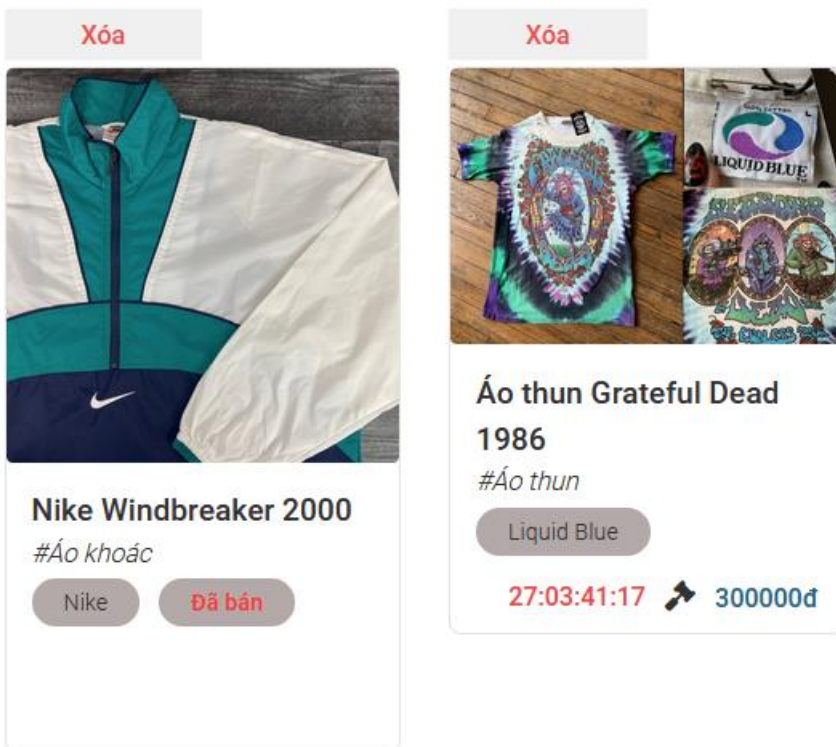 Xóa
Nike Windbreaker 2000
#Áo khoác
Nike
Đã bán
Xóa
LIQUID BLUE
Áo thun Grateful Dead
1986
#Áo thun
Liquid Blue
27:03:41:17
300000đ